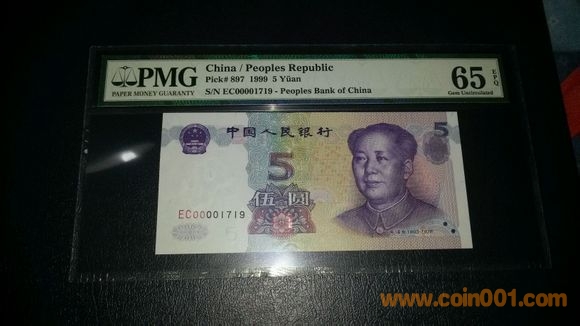 PMG
PAPER MONEY GUARANTY
China / Peoples Republic
Pick# 897 1999 5 Yüan
S/N EC00001719 - Peoples Bank of China
65 EPQ
Gem Uncirculated
中国人民银行
5
5
伍圆
EC00001719
www.coin001.com